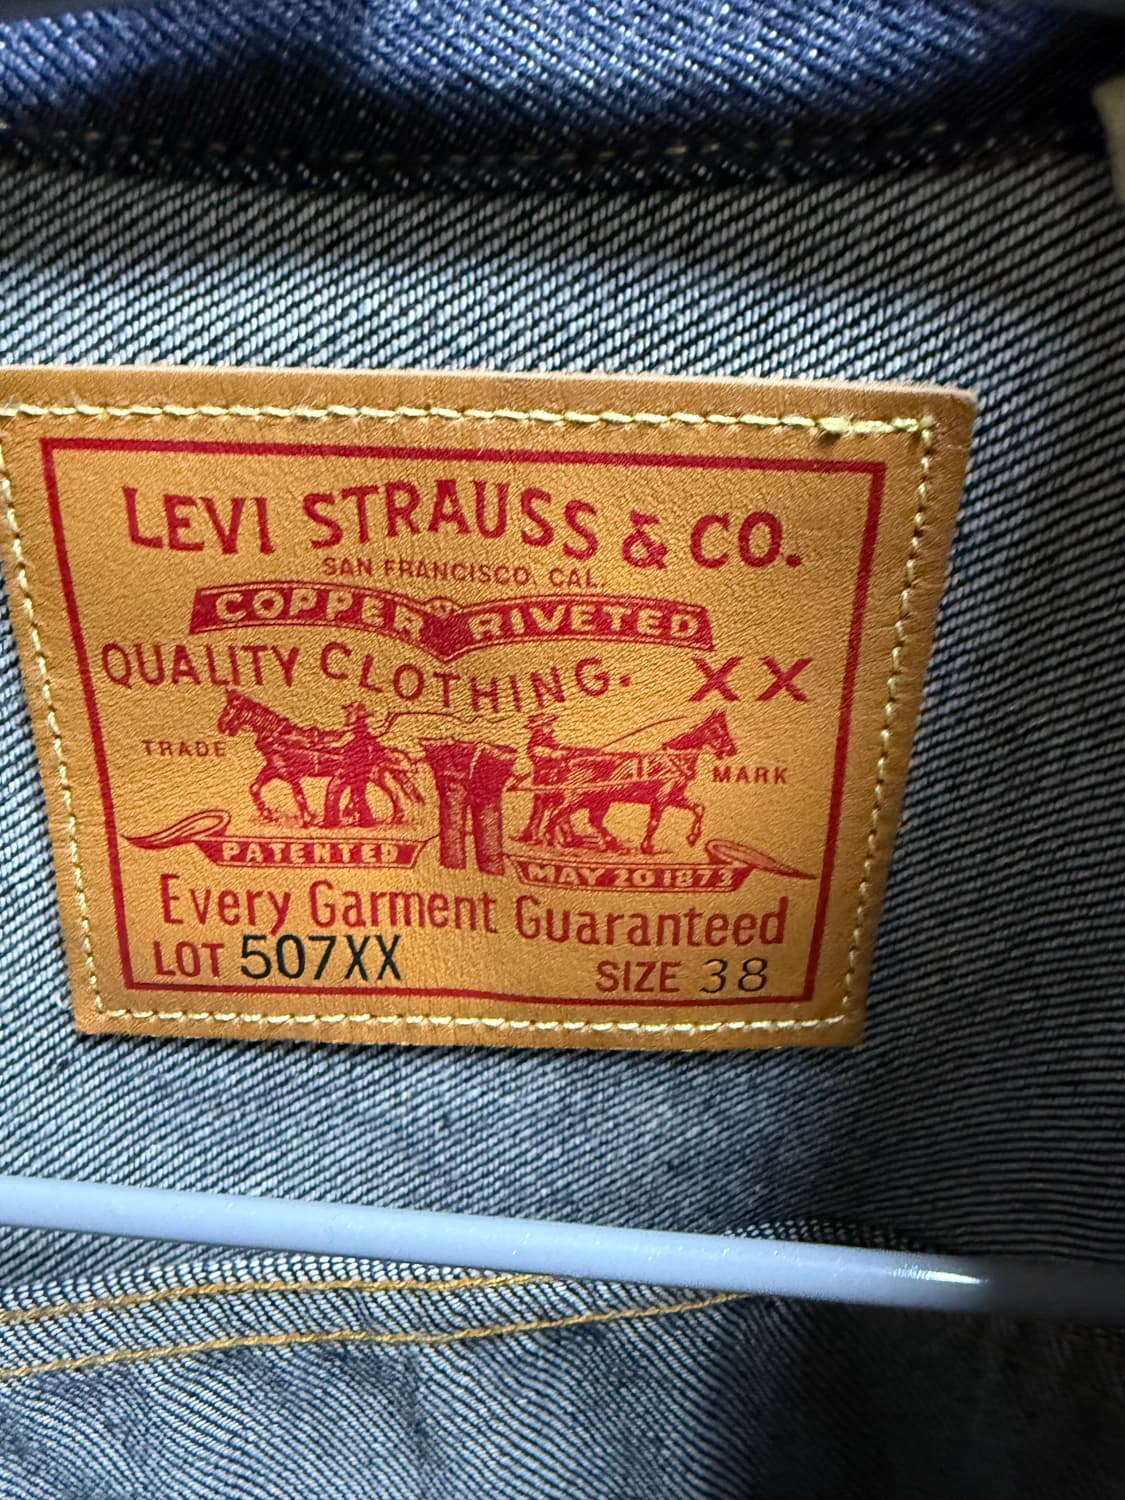 LEVI STRAUSS & CO.
SAN FRANCISCO, CAL.
COPPER RIVETED
QUALITY CLOTHING. XX
TRADE MARK
PATENTED MAY 20 1873
Every Garment Guaranteed
LOT 507XX SIZE 38